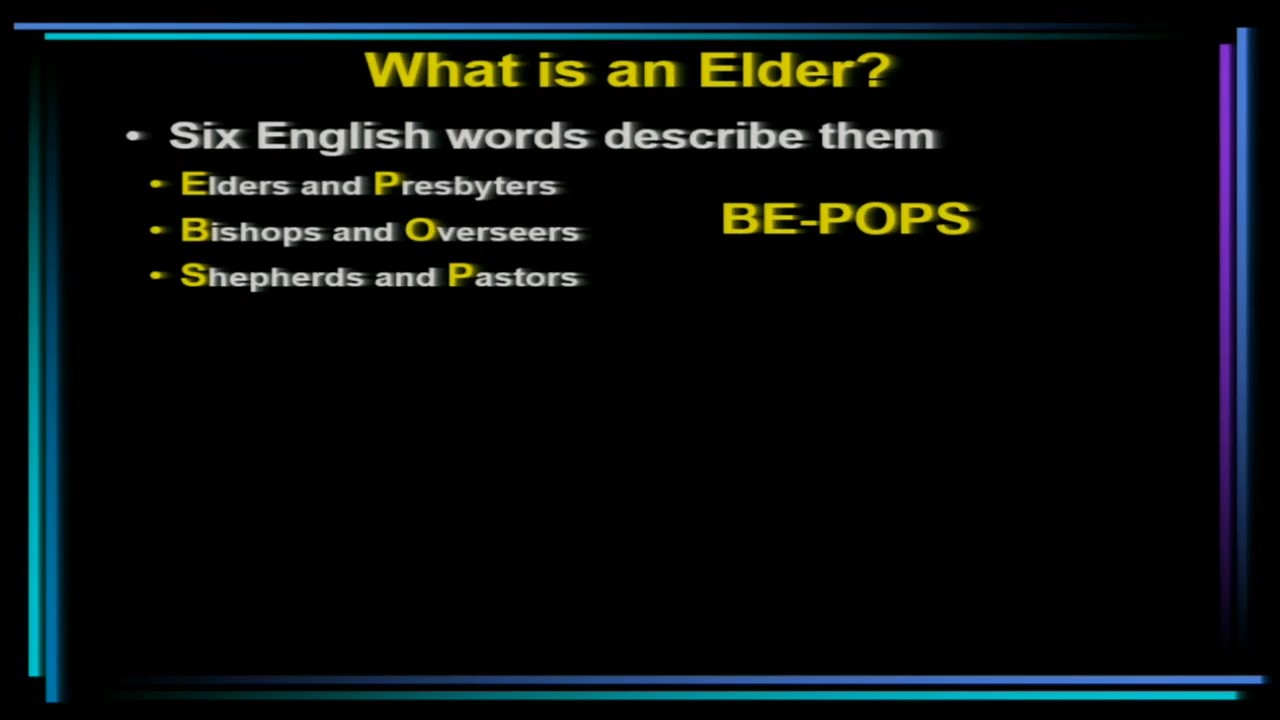 What is an Elder?
• Six English words describe them
• Elders and Presbyters
• Bishops and Overseers
• Shepherds and Pastors
BE-POPS